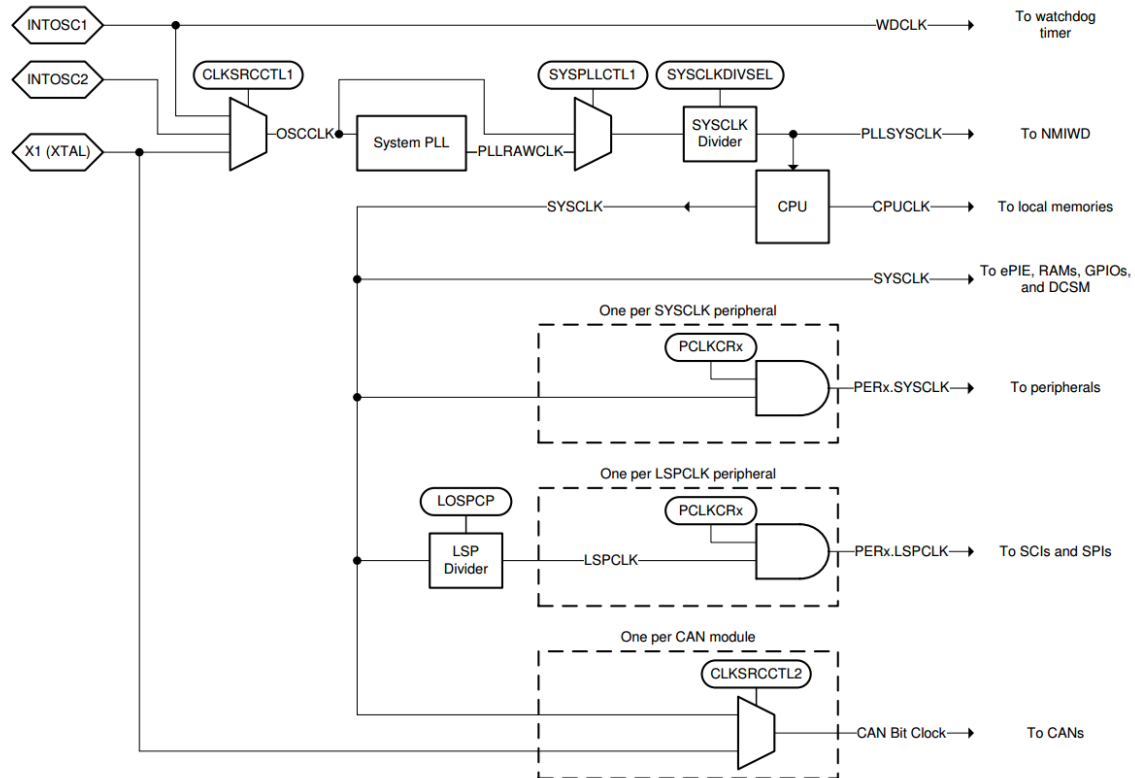 INTOSC1
WDCLK
To watchdog
timer
INTOSC2
CLKSRCCTL1
SYSPLLCTL1
SYSCLKDIVSEL
X1 (XTAL)
OSCCLK
System PLL
PLLRAWCLK
SYSCLK
Divider
PLLSYSCLK
To NMIWD
SYSCLK
CPU
CPUCLK
To local memories
SYSCLK
To ePIE, RAMs, GPIOs,
and DCSM
One per SYSCLK peripheral
PCLKCRx
PERx.SYSCLK
To peripherals
One per LSPCLK peripheral
LOSPCP
PCLKCRx
LSP
Divider
LSPCLK
PERx.LSPCLK
To SCIs and SPIs
One per CAN module
CLKSRCCTL2
CAN Bit Clock
To CANs